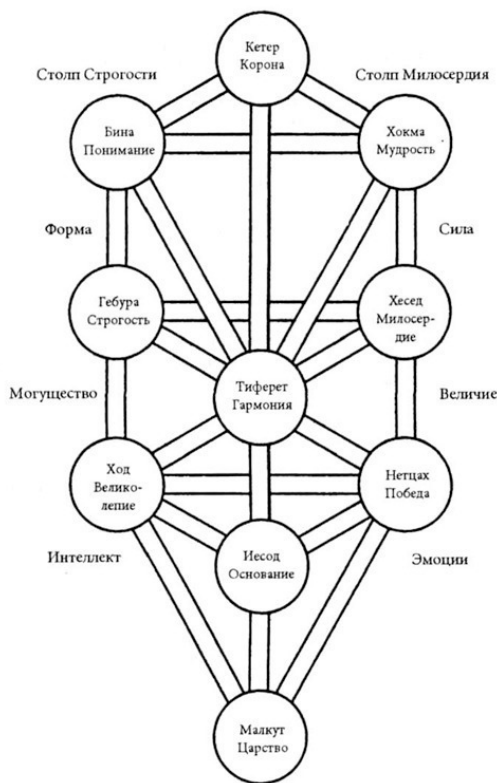 Кетер
Корона
Столп Строгости
Столп Милосердия
Бина
Понимание
Хокма
Мудрость
Форма
Сила
Гебура
Строгость
Хесед
Милосер-
дие
Тиферет
Гармония
Могущество
Величие
Ход
Велико-
лепие
Нетцах
Победа
Интеллект
Иесод
Основание
Эмоции
Малкут
Царство